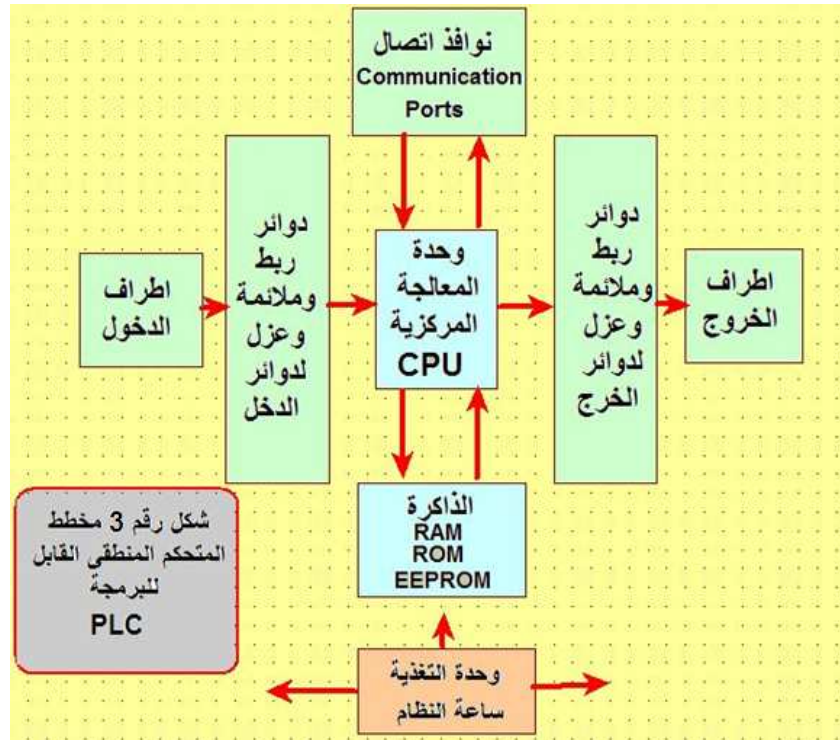 نوافذ اتصال
Communication
Ports
اطراف
الدخول
دوائر
ربط
وملائمة
وعزل
لدوائر
الدخل
وحدة
المعالجة
المركزية
CPU
دوائر
ربط
وملائمة
وعزل
لدوائر
الخرج
اطراف
الخروج
الذاكرة
RAM
ROM
EEPROM
شكل رقم 3 مخطط
المتحكم المنطقى القابل
للبرمجة
PLC
وحدة التغذية
ساعة النظام